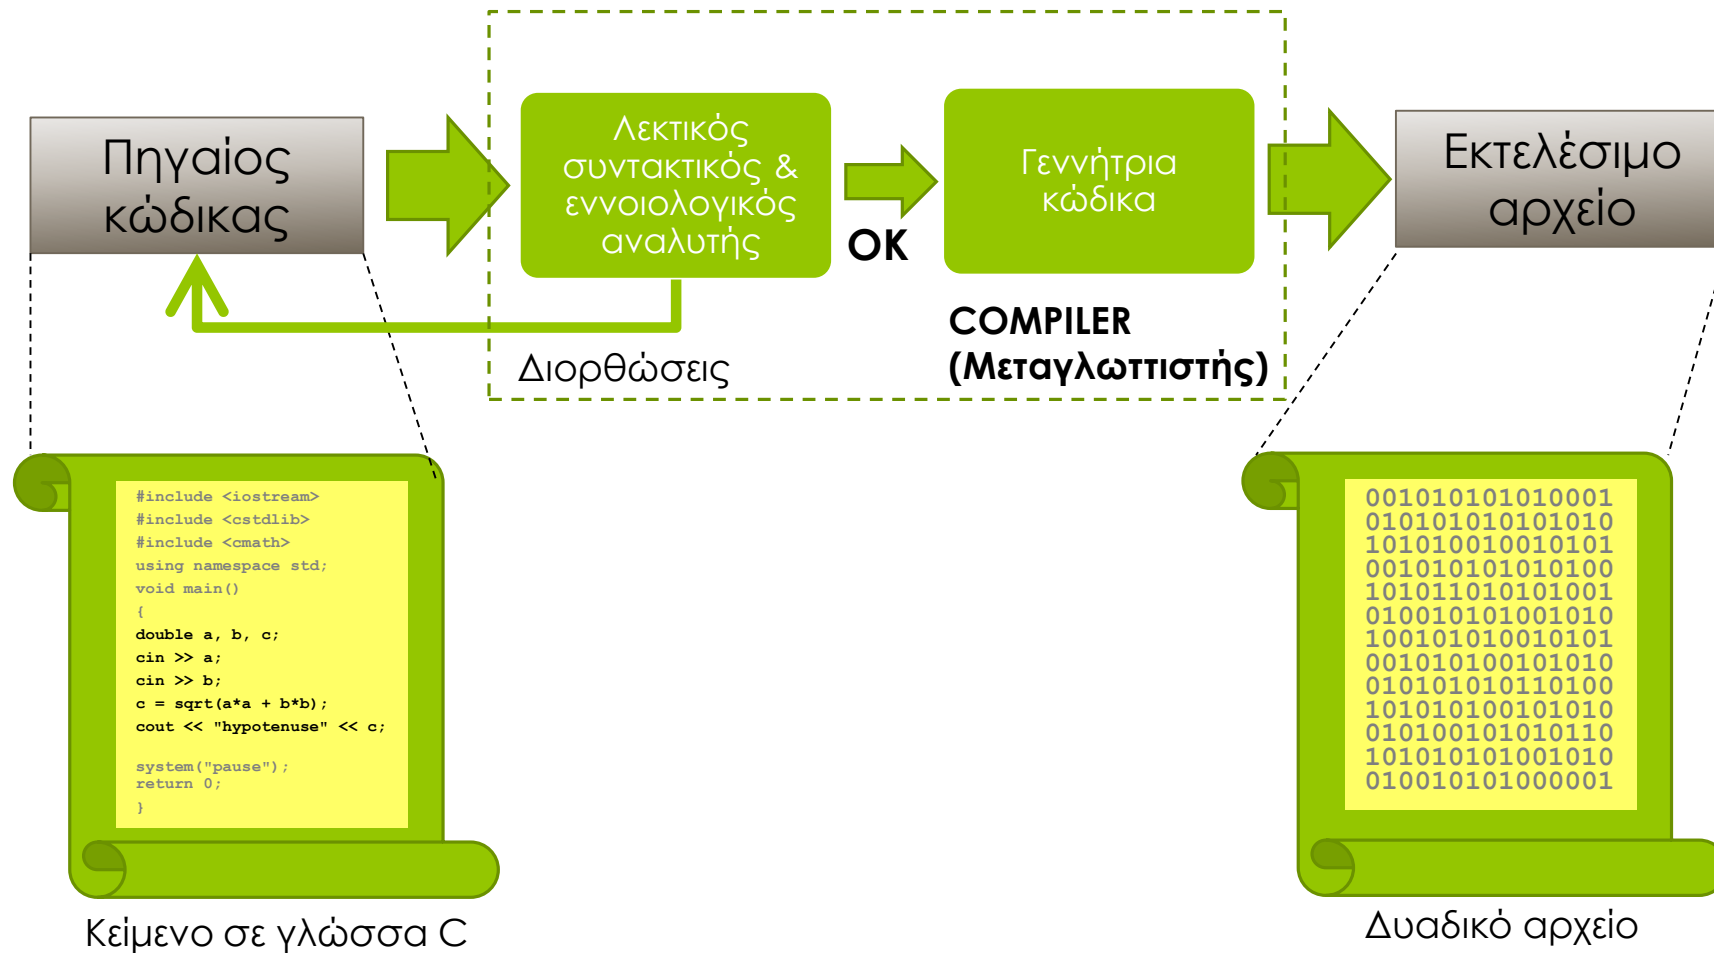 Πηγαίος
κώδικας
Λεκτικός
συντακτικός &
εννοιολογικός
αναλυτής
OK
Γεννήτρια
κώδικα
Εκτελέσιμο
αρχείο
Διορθώσεις
COMPILER
(Μεταγλωττιστής)
#include <iostream>
#include <cstdlib>
#include <cmath>
using namespace std;
void main()
{
double a, b, c;
cin >> a;
cin >> b;
c = sqrt(a*a + b*b);
cout << "hypotenuse" << c;
system("pause");
return 0;
}
Κείμενο σε γλώσσα C
001010101010001
010101010101010
101010010010101
001010101010100
101011010101001
010010101001010
100101010010101
001010100101010
010101010110100
101010100101010
010100101010110
101010101001010
010010101000001
Δυαδικό αρχείο